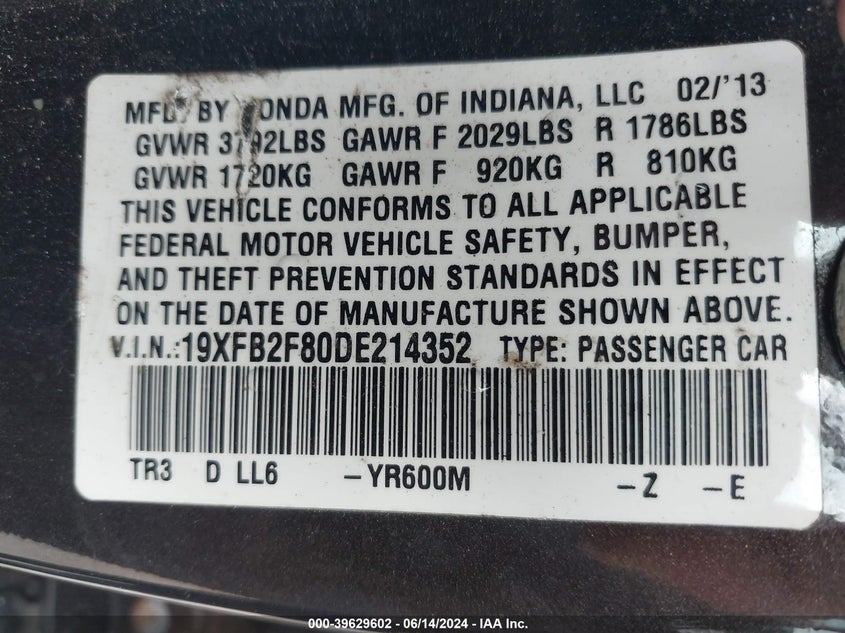 MFD. BY HONDA MFG. OF INDIANA, LLC 02/'13
GVWR 3792LBS GAWR F 2029LBS R 1786LBS
GVWR 1720KG GAWR F 920KG R 810KG
THIS VEHICLE CONFORMS TO ALL APPLICABLE
FEDERAL MOTOR VEHICLE SAFETY, BUMPER,
AND THEFT PREVENTION STANDARDS IN EFFECT
ON THE DATE OF MANUFACTURE SHOWN ABOVE.
V.I.N.:19XFB2F80DE214352 TYPE: PASSENGER CAR
TR3 D LL6 -YR600M -Z -E
000-39629602 - 06/14/2024 - IAAI Inc.